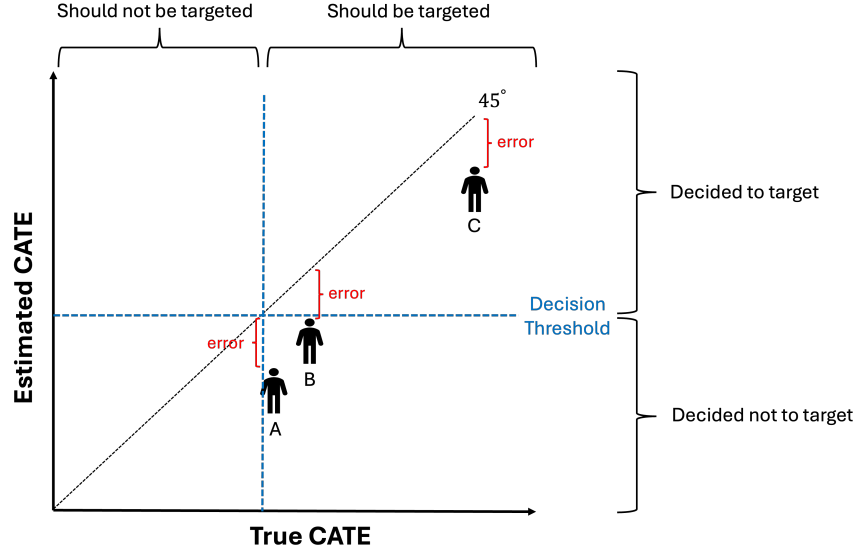 Should not be targeted
Should be targeted
45°
error
Decided to target
C
error
Decision
Threshold
error
B
A
Decided not to target
Estimated CATE
True CATE